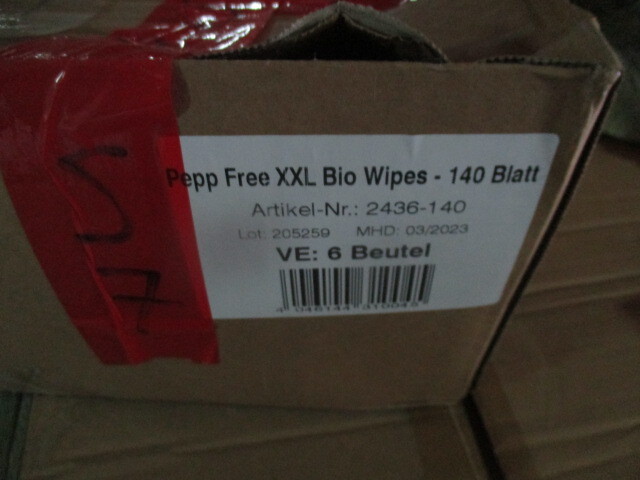 Pepp Free XXL Bio Wipes - 140 Blatt
Artikel-Nr.: 2436-140
Lot: 205259 MHD: 03/2023
VE: 6 Beutel
57